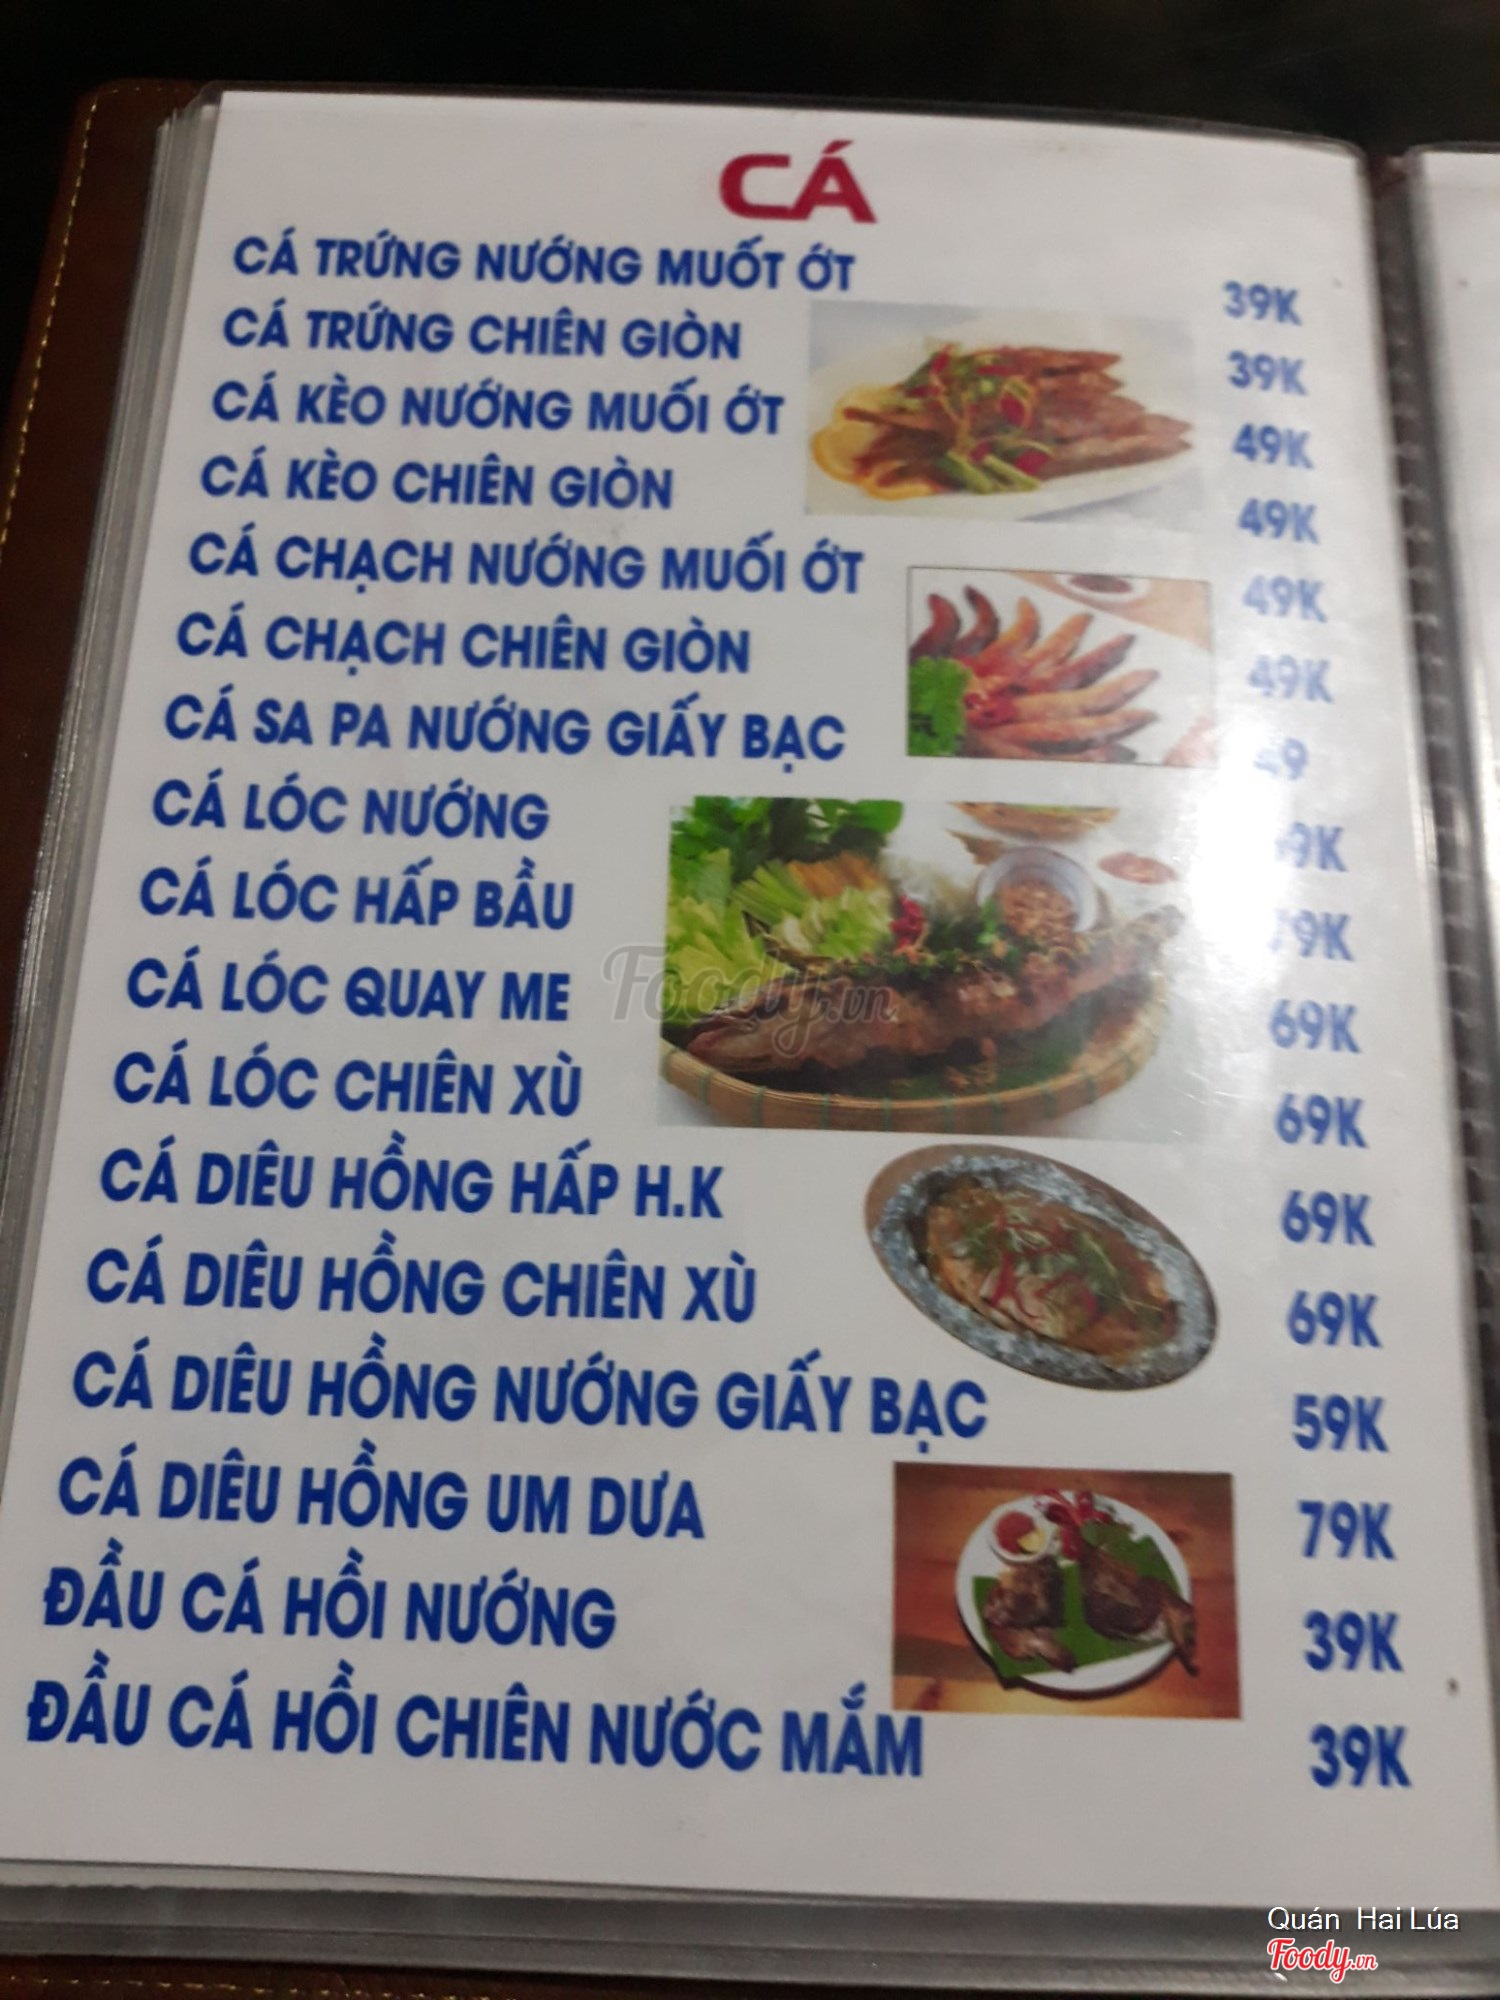 CÁ
CÁ TRỨNG NƯỚNG MUỐT ỚT 39K
CÁ TRỨNG CHIÊN GIÒN 39K
CÁ KÈO NƯỚNG MUỐI ỚT 49K
CÁ KÈO CHIÊN GIÒN 49K
CÁ CHẠCH NƯỚNG MUỐI ỚT 49K
CÁ CHẠCH CHIÊN GIÒN 49K
CÁ SA PA NƯỚNG GIẤY BẠC
CÁ LÓC NƯỚNG
CÁ LÓC HẤP BẦU 79K
CÁ LÓC QUAY ME 69K
CÁ LÓC CHIÊN XÙ 69K
CÁ DIÊU HỒNG HẤP H.K 69K
CÁ DIÊU HỒNG CHIÊN XÙ 69K
CÁ DIÊU HỒNG NƯỚNG GIẤY BẠC 59K
CÁ DIÊU HỒNG UM DƯA 79K
ĐẦU CÁ HỒI NƯỚNG 39K
ĐẦU CÁ HỒI CHIÊN NƯỚC MẮM 39K
Foody.vn
Quán Hai Lúa
Foody.vn